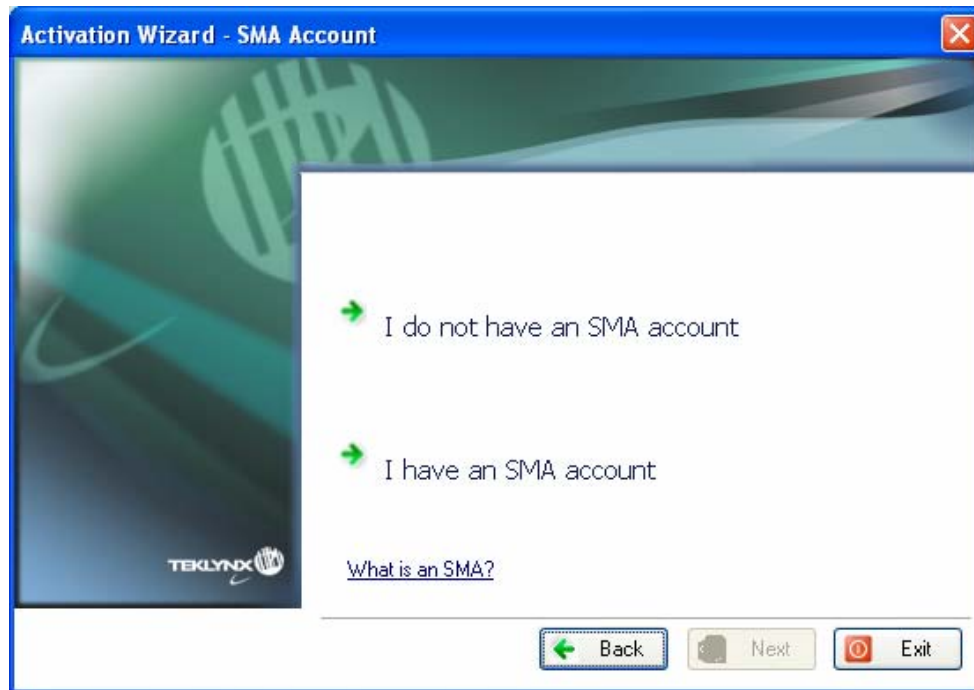 Activation Wizard - SMA Account
I do not have an SMA account
I have an SMA account
TEKLYNX
What is an SMA?
Back
Next
Exit